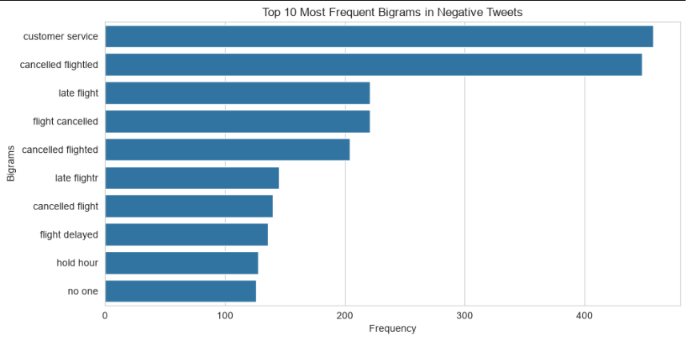 Top 10 Most Frequent Bigrams in Negative Tweets
customer service
cancelled flightled
late flight
flight cancelled
cancelled flighted
late flightr
cancelled flight
flight delayed
hold hour
no one
Bigrams
0 100 200 300 400
Frequency